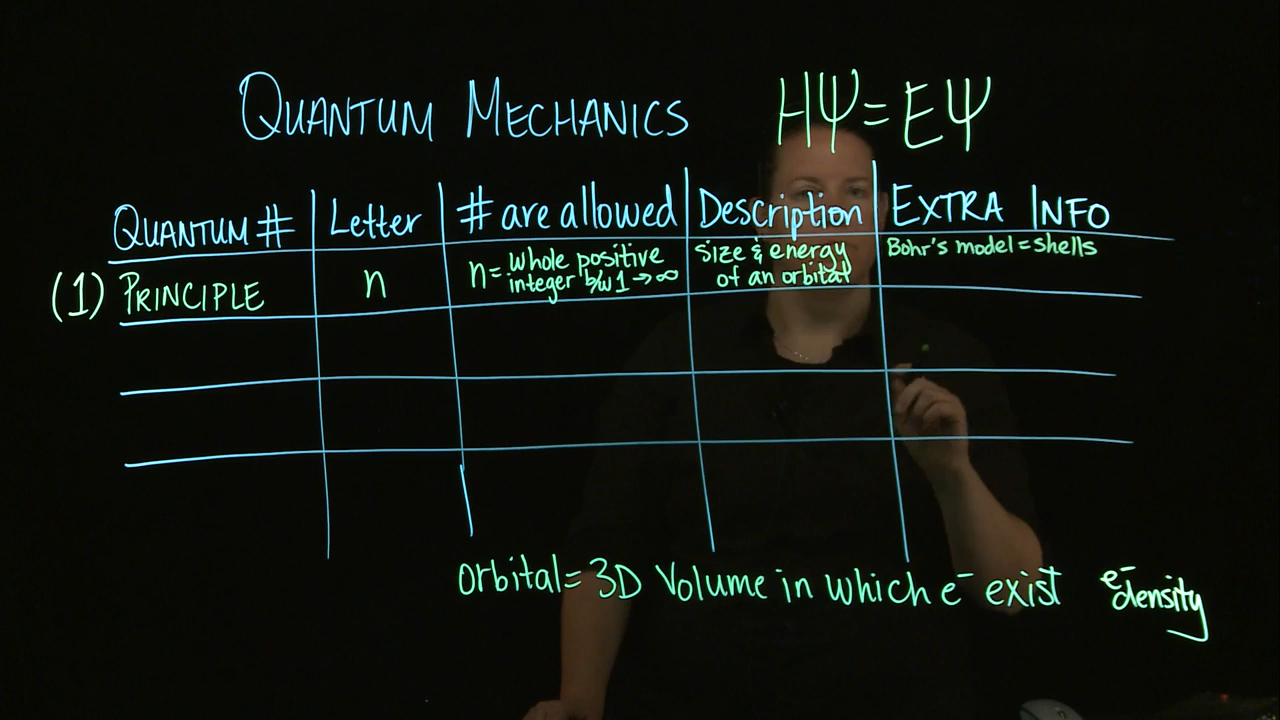 QUANTUM MECHANICS HΨ=EΨ
QUANTUM # Letter # are allowed Description EXTRA INFO
(1) PRINCIPLE n n= whole positive integer b/w 1→∞ size & energy of an orbital Bohr's model = shells
orbital= 3D Volume in which e⁻ exist e⁻ density